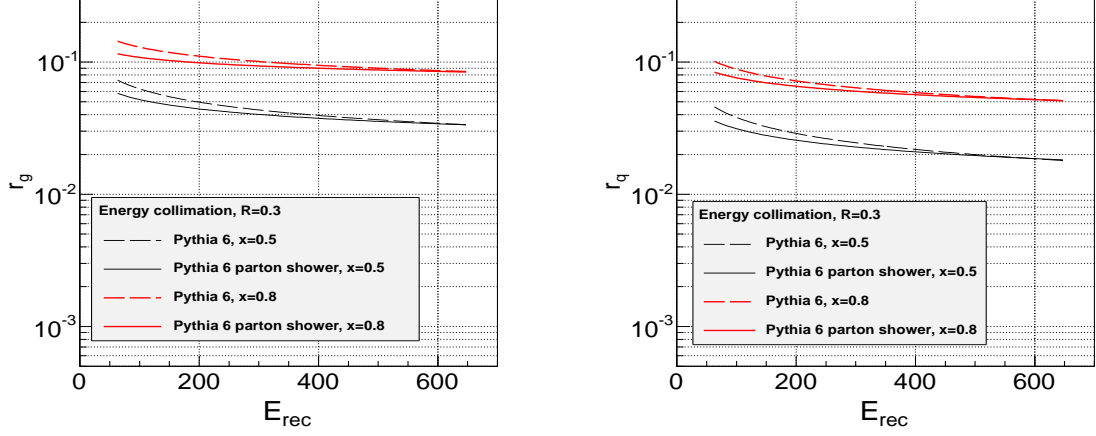 r_g
10^-1
10^-2
10^-3
Energy collimation, R=0.3
Pythia 6, x=0.5
Pythia 6 parton shower, x=0.5
Pythia 6, x=0.8
Pythia 6 parton shower, x=0.8
0 200 400 600
E_rec
r_q
10^-1
10^-2
10^-3
Energy collimation, R=0.3
Pythia 6, x=0.5
Pythia 6 parton shower, x=0.5
Pythia 6, x=0.8
Pythia 6 parton shower, x=0.8
0 200 400 600
E_rec